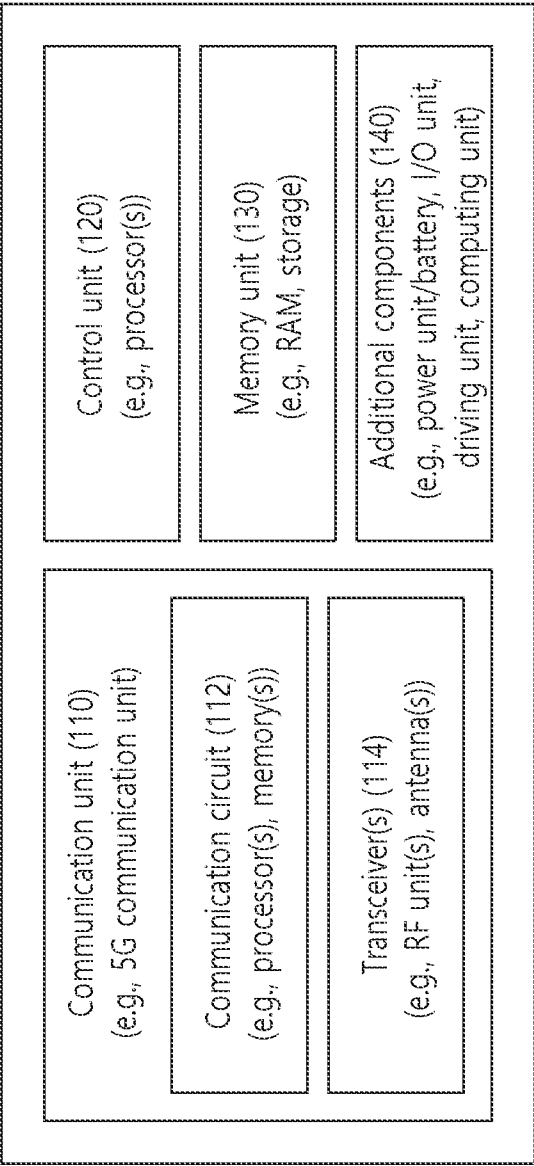 Communication unit (110)
(e.g., 5G communication unit)
Communication circuit (112)
(e.g., processor(s), memory(s))
Transceiver(s) (114)
(e.g., RF unit(s), antenna(s))
Control unit (120)
(e.g., processor(s))
Memory unit (130)
(e.g., RAM, storage)
Additional components (140)
(e.g., power unit/battery, I/O unit,
driving unit, computing unit)